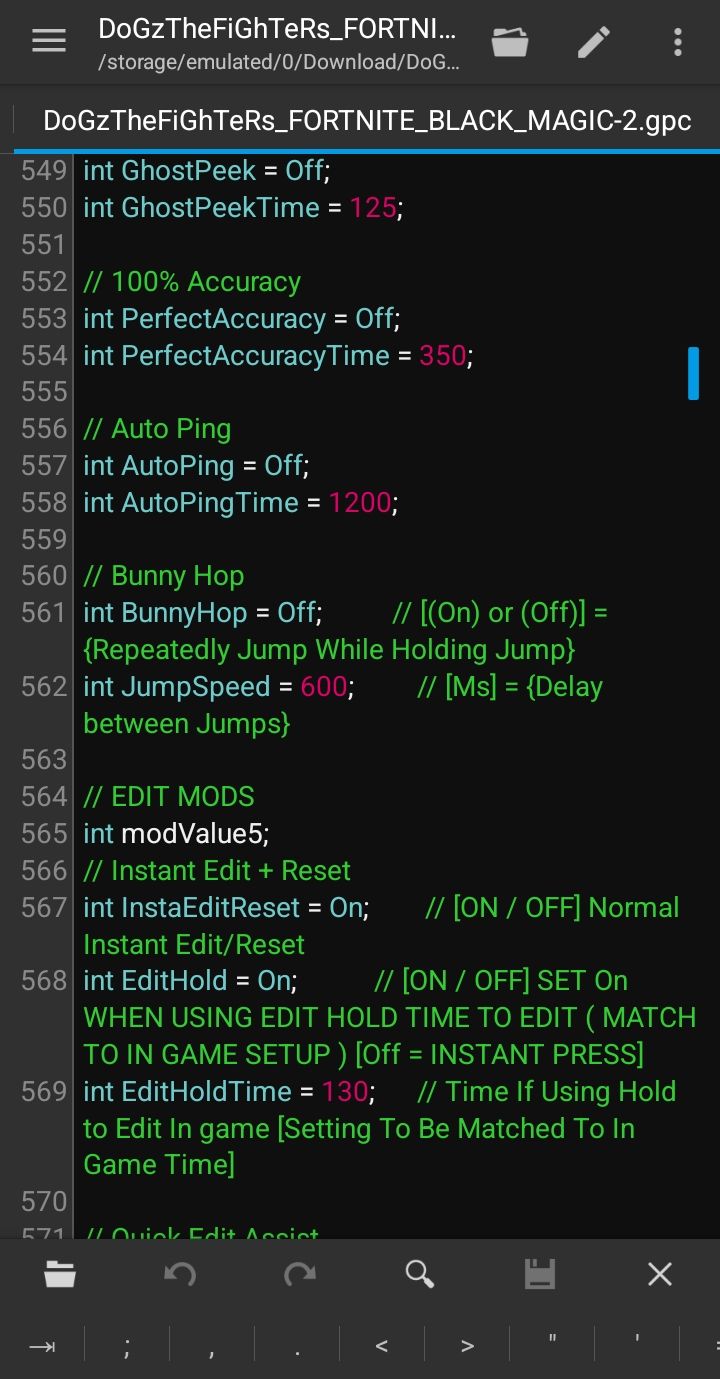 DoGzTheFiGhTeRs_FORTNI...
/storage/emulated/0/Download/DoG...
DoGzTheFiGhTeRs_FORTNITE_BLACK_MAGIC-2.gpc
549 int GhostPeek = Off;
550 int GhostPeekTime = 125;
551
552 // 100% Accuracy
553 int PerfectAccuracy = Off;
554 int PerfectAccuracyTime = 350;
555
556 // Auto Ping
557 int AutoPing = Off;
558 int AutoPingTime = 1200;
559
560 // Bunny Hop
561 int BunnyHop = Off; // [(On) or (Off)] =
{Repeatedly Jump While Holding Jump}
562 int JumpSpeed = 600; // [Ms] = {Delay
between Jumps}
563
564 // EDIT MODS
565 int modValue5;
566 // Instant Edit + Reset
567 int InstaEditReset = On; // [ON / OFF] Normal
Instant Edit/Reset
568 int EditHold = On; // [ON / OFF] SET On
WHEN USING EDIT HOLD TIME TO EDIT ( MATCH
TO IN GAME SETUP ) [Off = INSTANT PRESS]
569 int EditHoldTime = 130; // Time If Using Hold
to Edit In game [Setting To Be Matched To In
Game Time]
570
571 // Quick Edit Assist
; , . < > " '